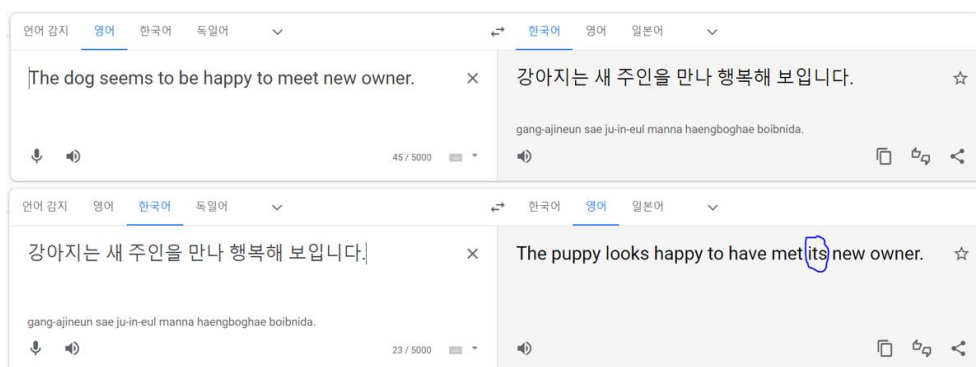 언어 감지 영어 한국어 독일어 한국어 영어 일본어
The dog seems to be happy to meet new owner. 강아지는 새 주인을 만나 행복해 보입니다.
gang-ajineun sae ju-in-eul manna haengboghae boibnida.
45 / 5000
언어 감지 영어 한국어 독일어 한국어 영어 일본어
강아지는 새 주인을 만나 행복해 보입니다. The puppy looks happy to have met its new owner.
gang-ajineun sae ju-in-eul manna haengboghae boibnida.
23 / 5000